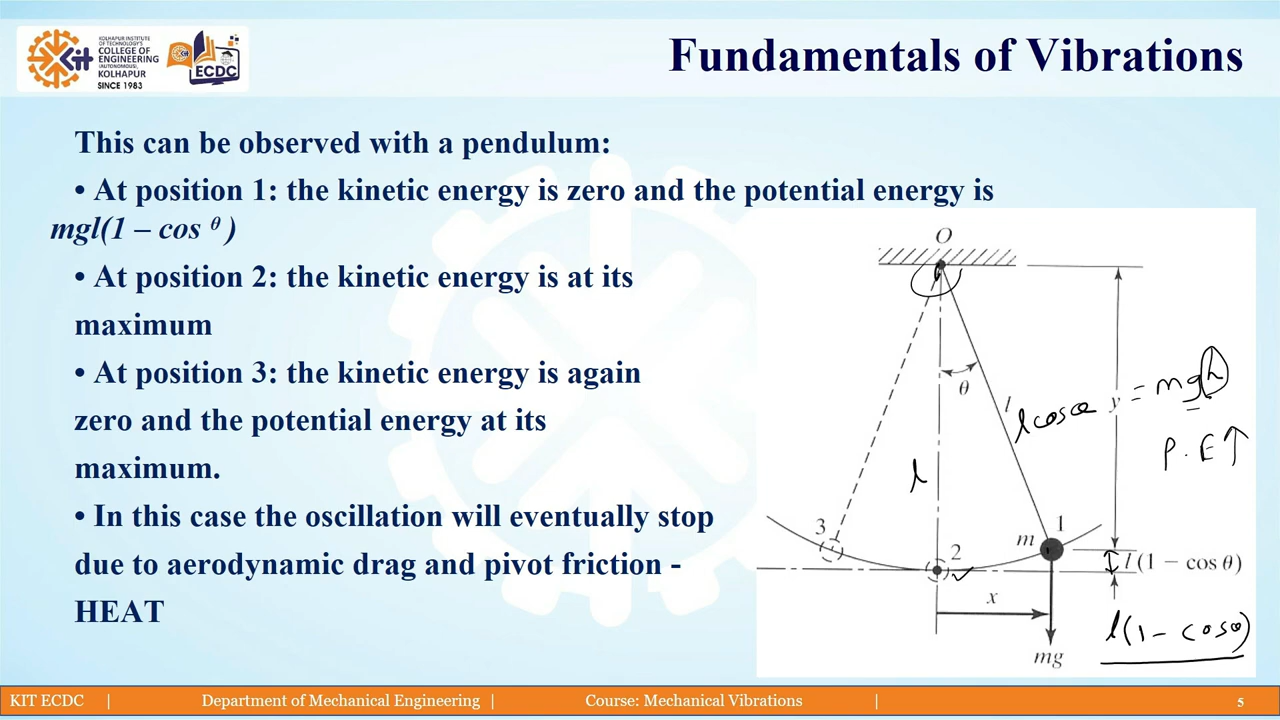 KOLHAPUR INSTITUTE
OF TECHNOLOGY'S
COLLEGE OF
ENGINEERING
(AUTONOMOUS),
KOLHAPUR
SINCE 1983
Kit
ECDC
Fundamentals of Vibrations
This can be observed with a pendulum:
• At position 1: the kinetic energy is zero and the potential energy is
mgl(1 – cos θ )
• At position 2: the kinetic energy is at its
maximum
• At position 3: the kinetic energy is again
zero and the potential energy at its
maximum.
• In this case the oscillation will eventually stop
due to aerodynamic drag and pivot friction -
HEAT
O
θ
l
l cosθ
y
= mgh
P.E↑
l
3
2
m
1
l(1 − cos θ)
x
l(1 - cosθ)
mg
KIT ECDC | Department of Mechanical Engineering | Course: Mechanical Vibrations | 5